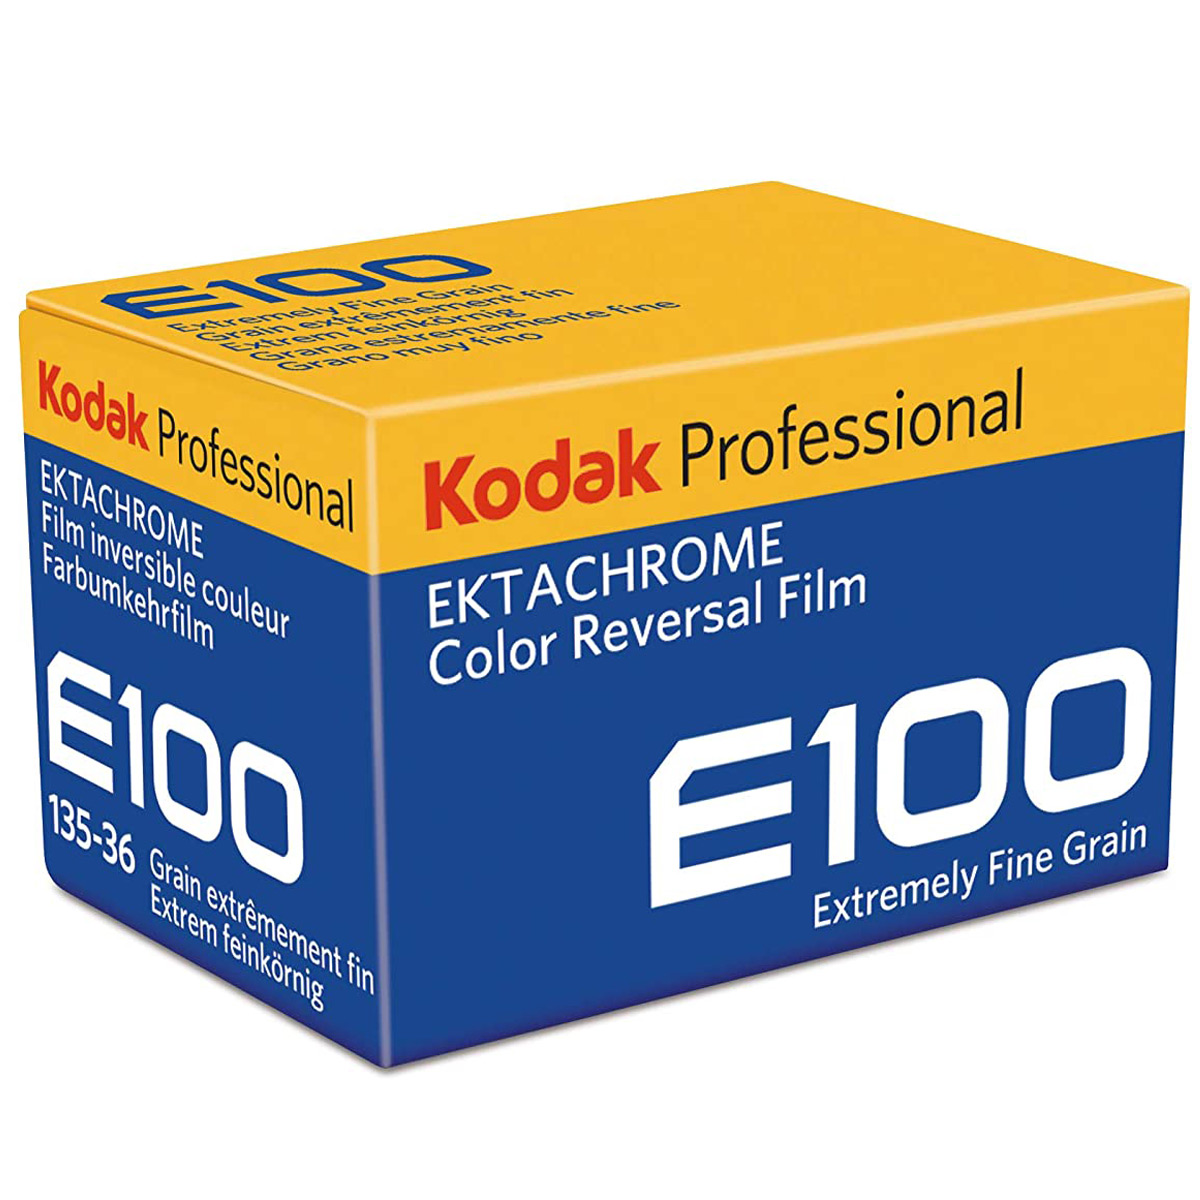 E100
Extremely Fine Grain
Grain extrêmement fin
Extrem feinkörnig
Grana estremamente fine
Grano muy fino
Kodak Professional
EKTACHROME
Film inversible couleur
Farbumkehrfilm
E100
135-36
Grain extrêmement fin
Extrem feinkörnig
Kodak Professional
EKTACHROME
Color Reversal Film
E100
Extremely Fine Grain